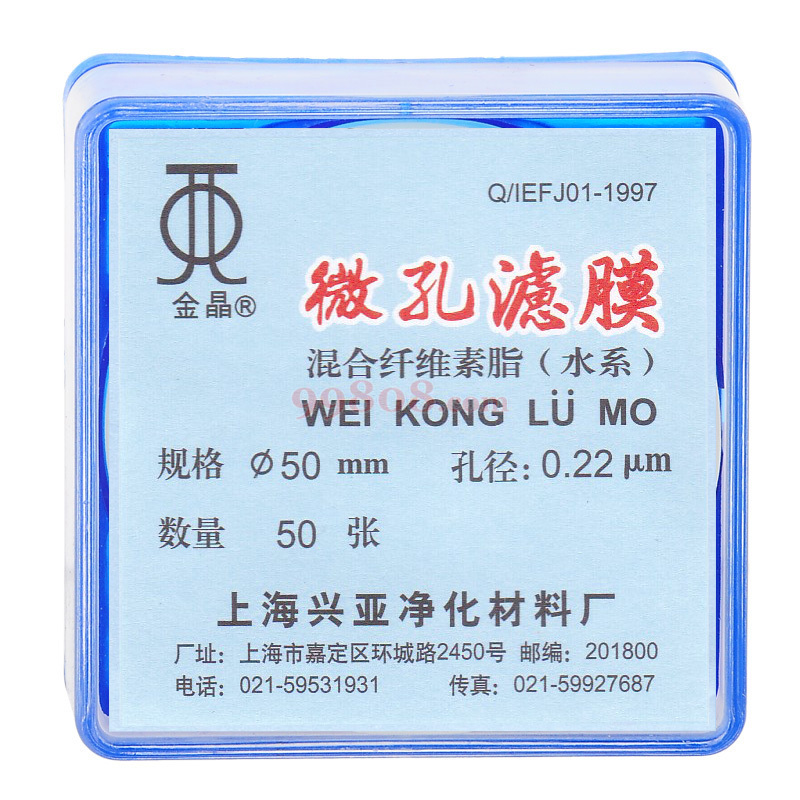 Q/IEFJ01-1997
金晶®
微孔滤膜
混合纤维素脂（水系）
99808.com
WEI KONG LÜ MO
规格 Φ50 mm 孔径：0.22 μm
数量 50 张
上海兴亚净化材料厂
厂址：上海市嘉定区环城路2450号 邮编：201800
电话：021-59531931 传真：021-59927687